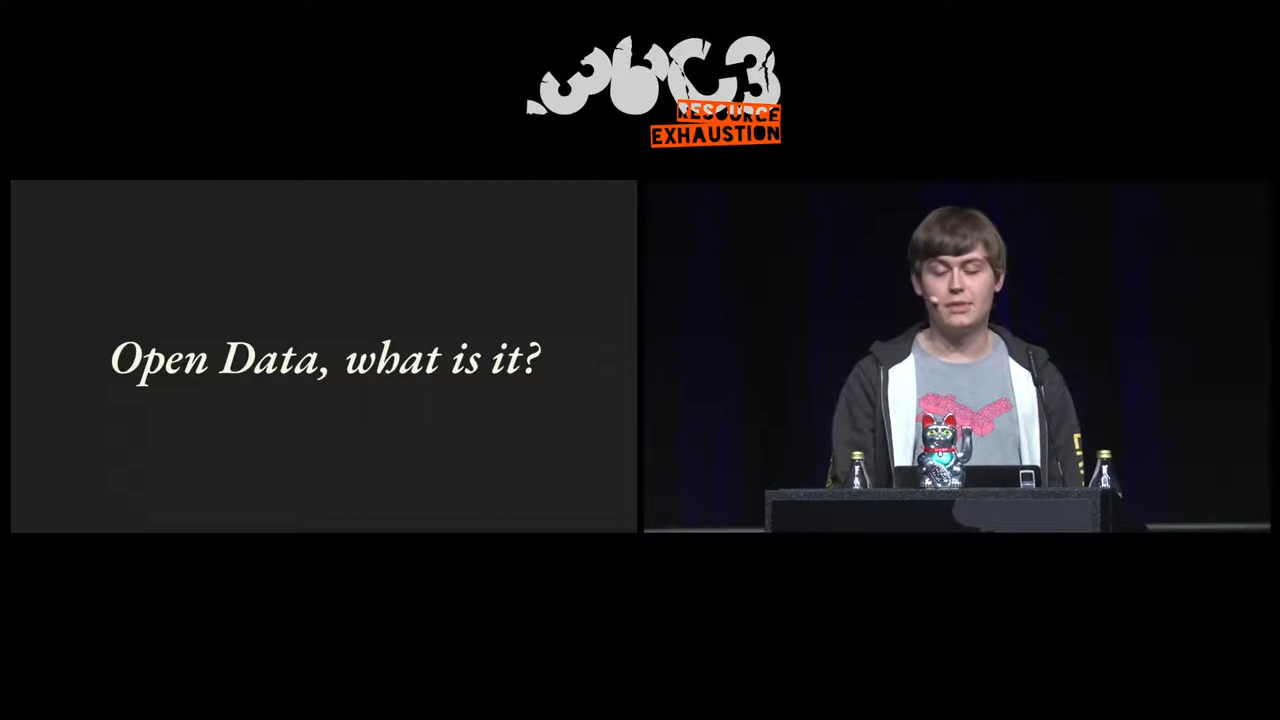 36C3
RESOURCE
EXHAUSTION
Open Data, what is it?